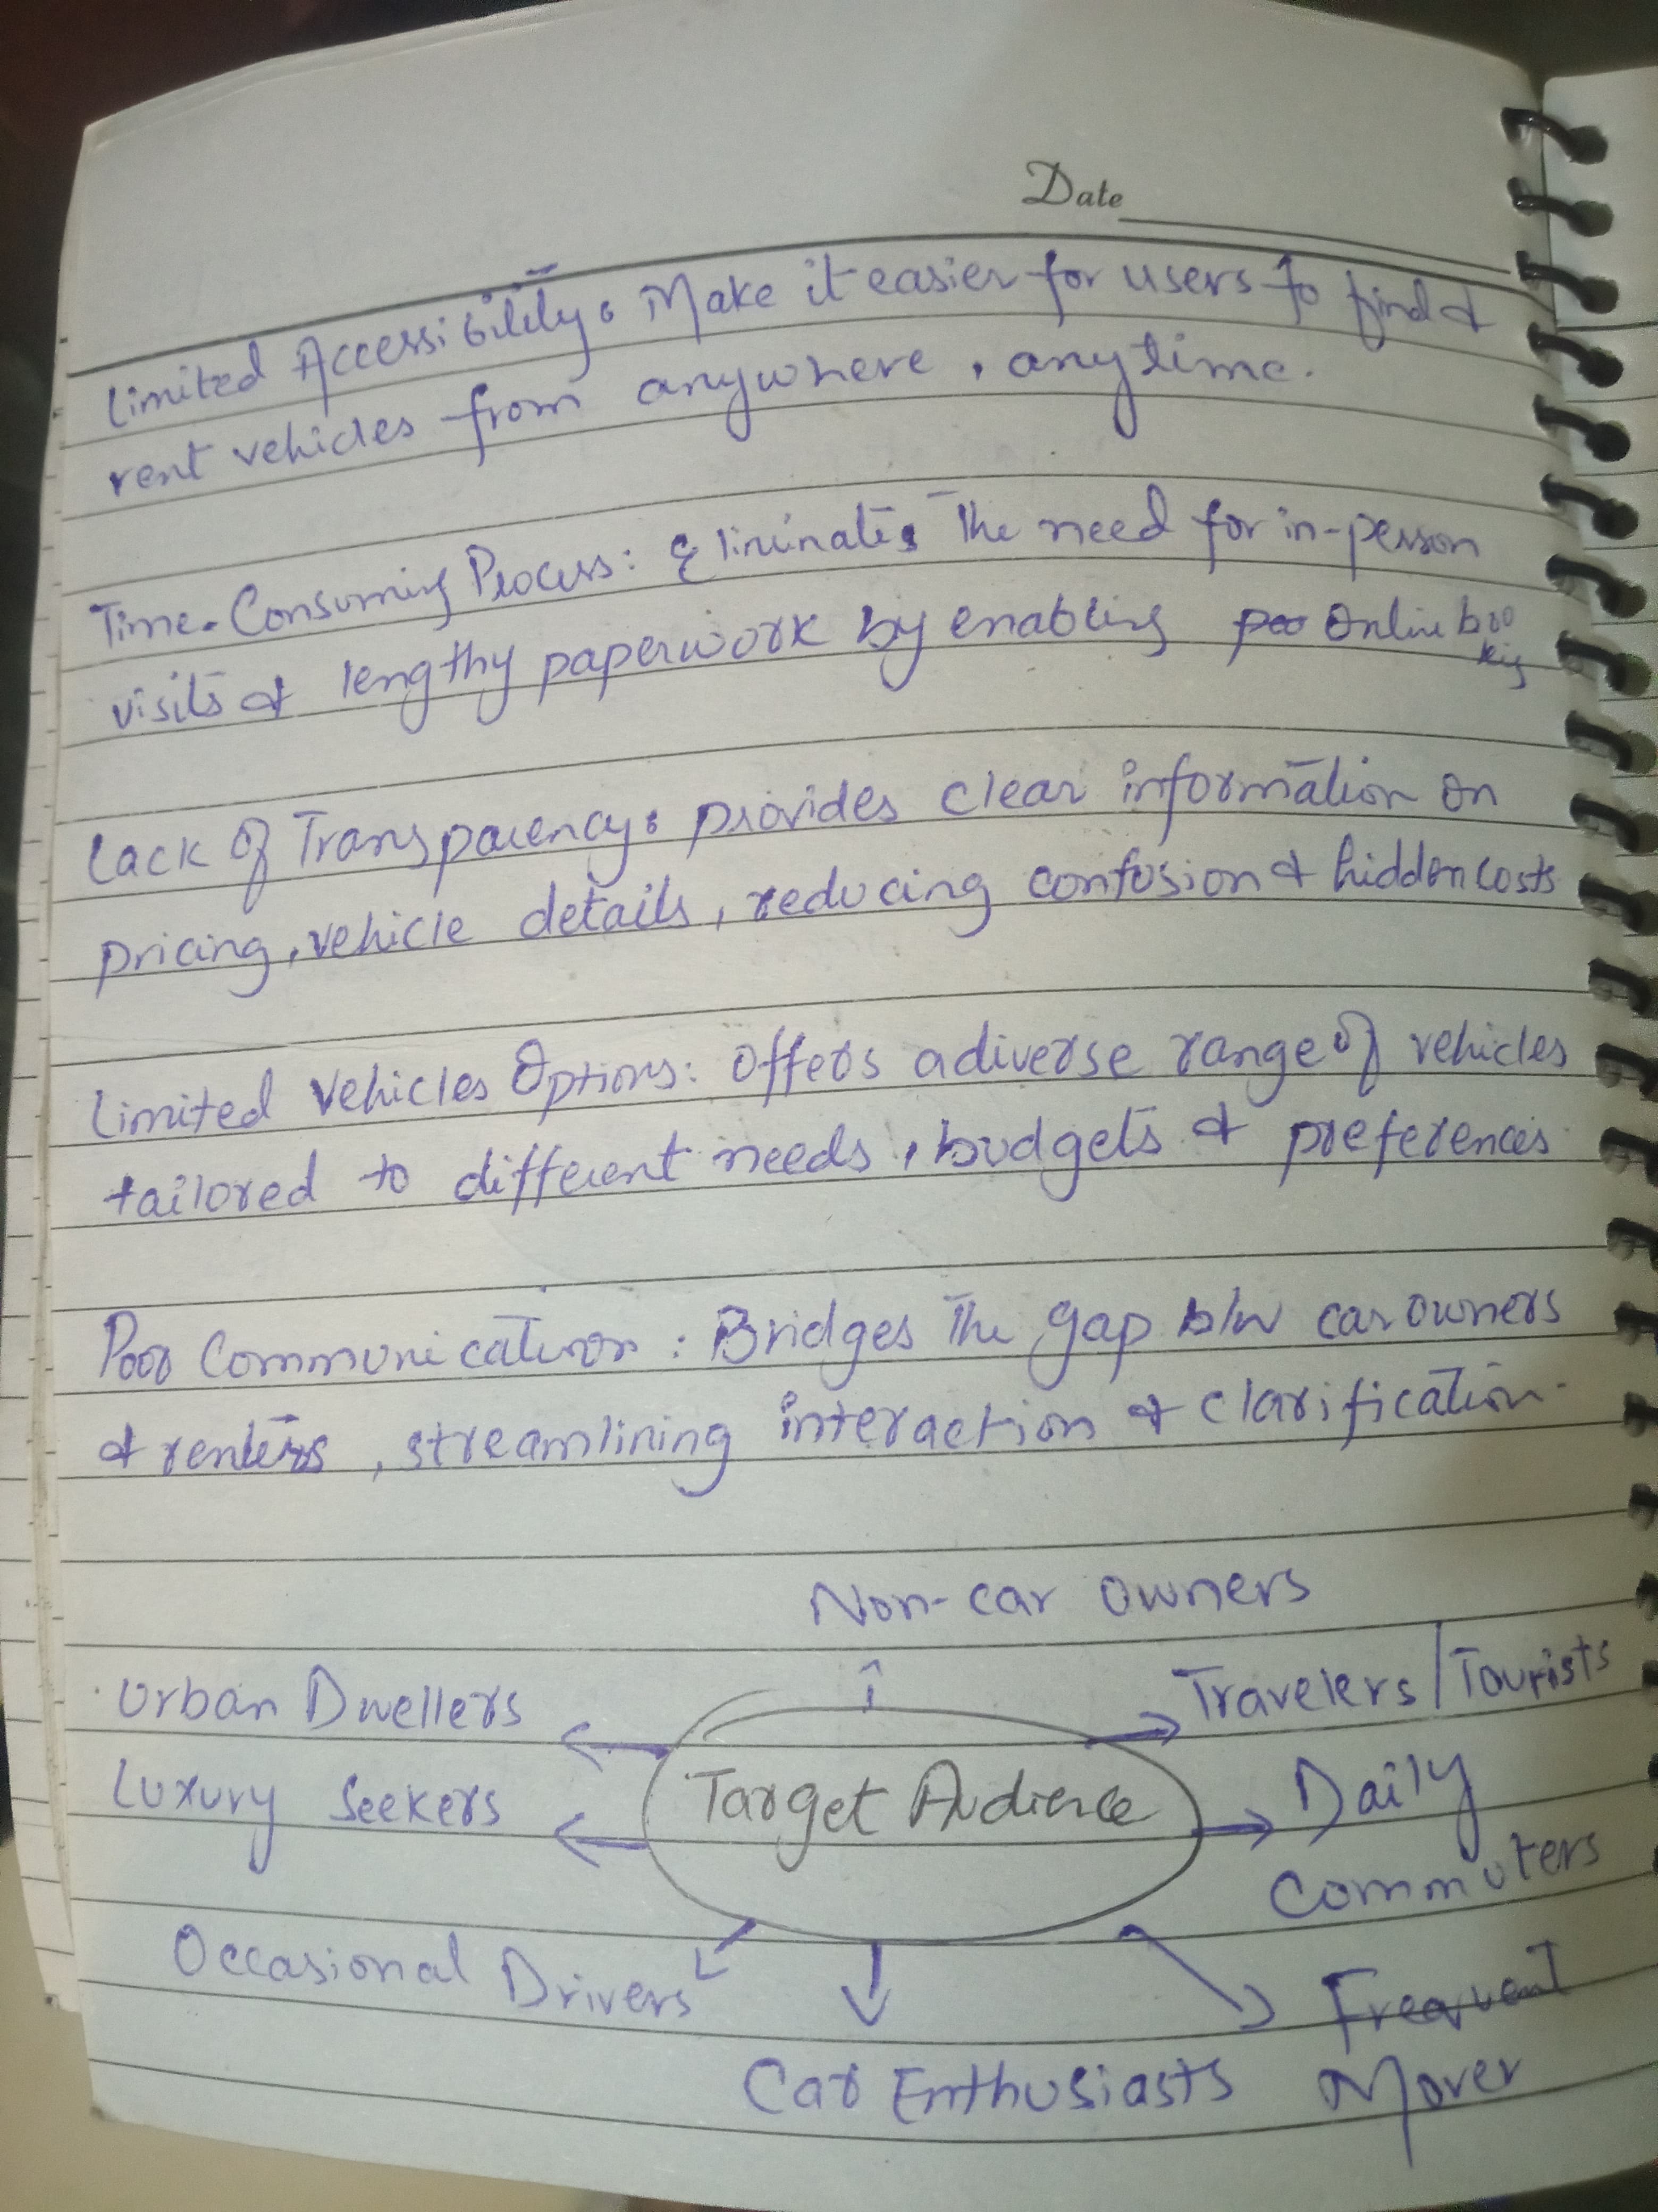 Date
Limited Accessibility: Make it easier for users to find &
rent vehicles from anywhere, anytime.
Time-Consuming Process: Eliminates the need for in-person
visits & lengthy paperwork by enabling Online booking
Lack of Transparency: provides clear information on
pricing, vehicle details, reducing confusion & hidden costs
Limited Vehicles Options: Offers a diverse range of vehicles
tailored to different needs, budgets & preferences
Poor Communication: Bridges the gap b/w car owners
& renters, streamlining interaction & clarification.
Non-car owners
Urban Dwellers
Travelers/Tourists
Luxury Seekers
Target Audience
Daily
Commuters
Occasional Drivers
Frequent
Mover
Car Enthusiasts